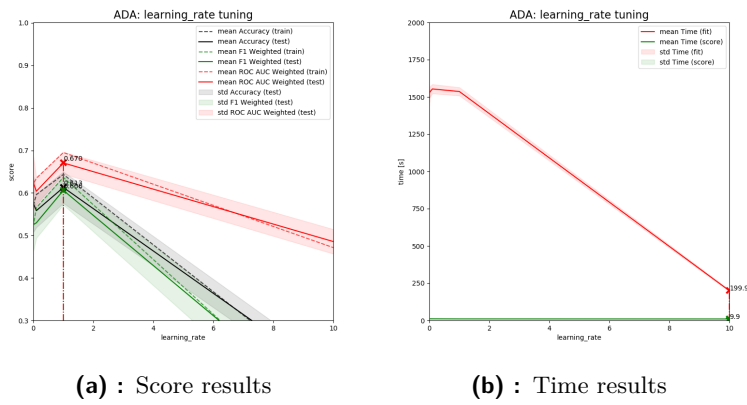 ADA: learning_rate tuning
1.0
0.9
0.8
0.7
0.6
0.5
0.4
0.3
score
0
2
4
6
8
10
learning_rate
mean Accuracy (train)
mean Accuracy (test)
mean F1 Weighted (train)
mean F1 Weighted (test)
mean ROC AUC Weighted (train)
mean ROC AUC Weighted (test)
std Accuracy (test)
std F1 Weighted (test)
std ROC AUC Weighted (test)
0.670
0.606
(a) : Score results
ADA: learning_rate tuning
2000
1750
1500
1250
1000
750
500
250
0
time [s]
0
2
4
6
8
10
learning_rate
mean Time (fit)
mean Time (score)
std Time (fit)
std Time (score)
199.9
9.9
(b) : Time results